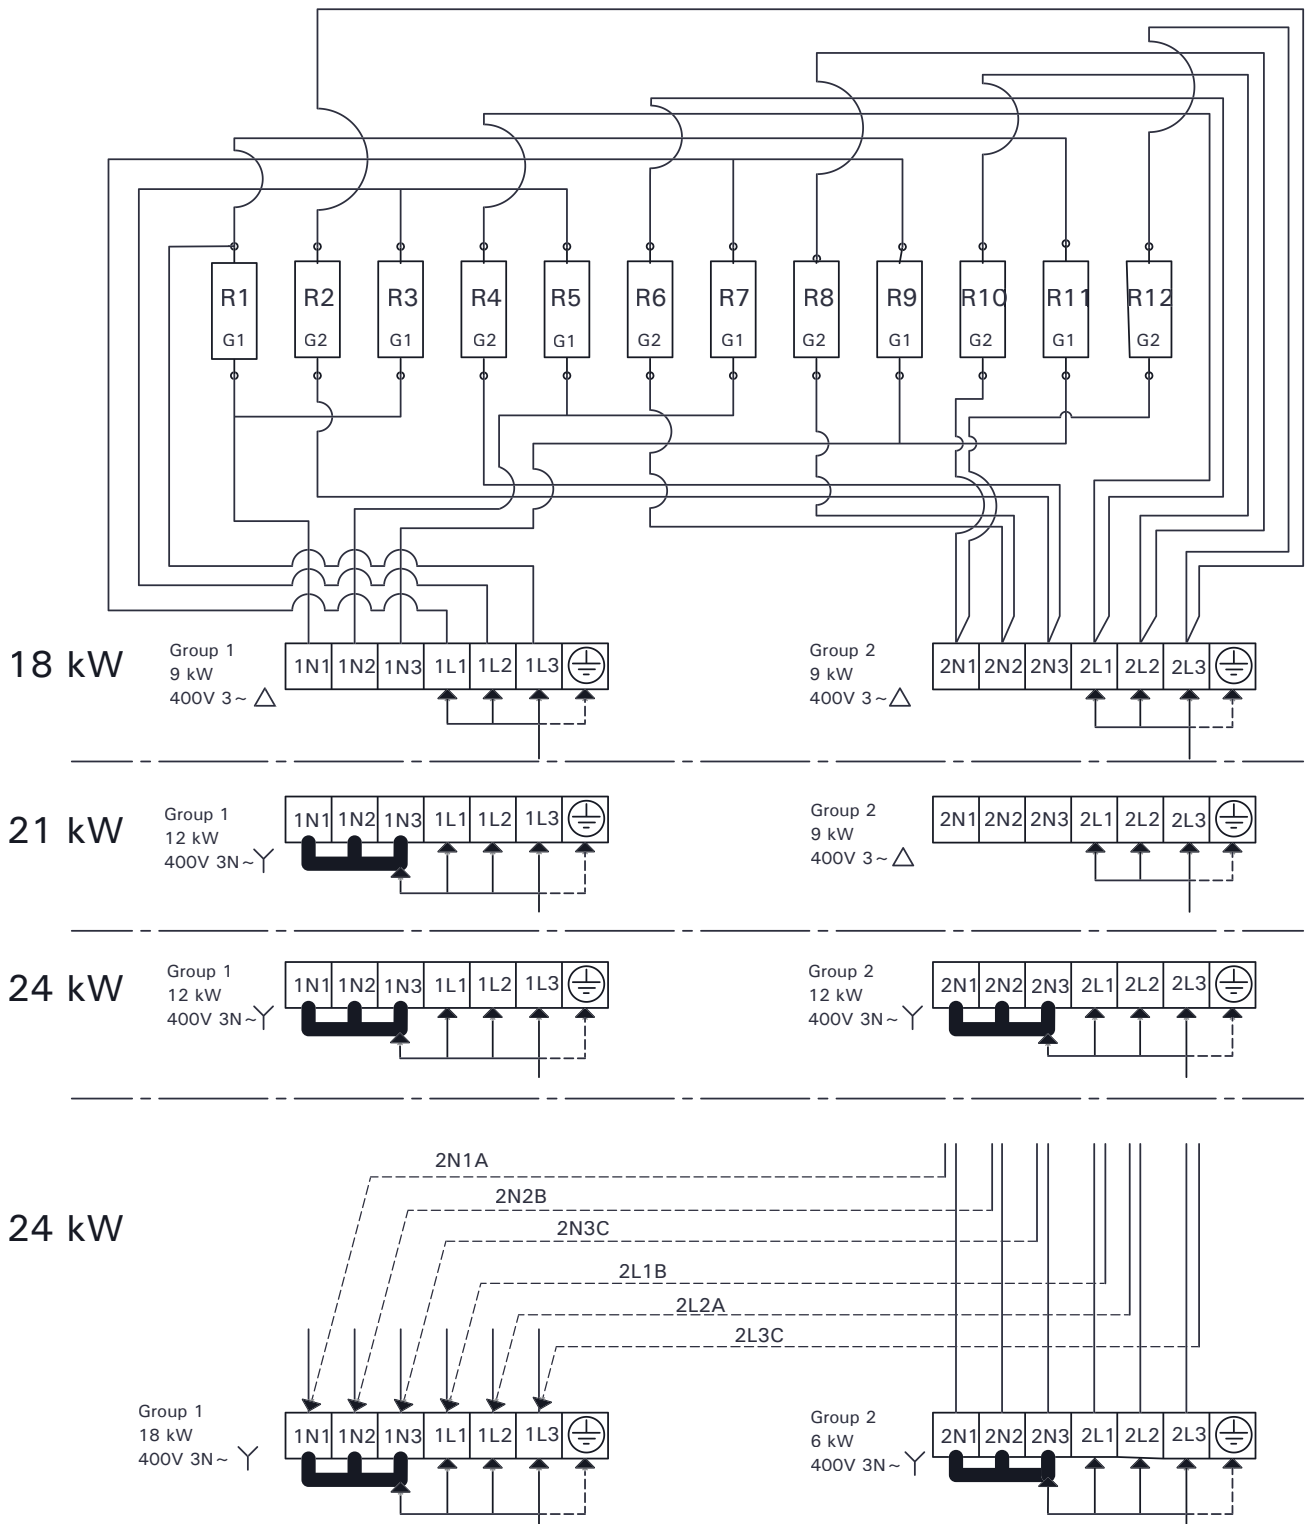 R1 R2 R3 R4 R5 R6 R7 R8 R9 R10 R11 R12
G1 G2 G1 G2 G1 G2 G1 G2 G1 G2 G1 G2
18 kW
Group 1
9 kW
400V 3~
1N1 1N2 1N3 1L1 1L2 1L3
Group 2
9 kW
400V 3~
2N1 2N2 2N3 2L1 2L2 2L3
21 kW
Group 1
12 kW
400V 3N~
1N1 1N2 1N3 1L1 1L2 1L3
Group 2
9 kW
400V 3~
2N1 2N2 2N3 2L1 2L2 2L3
24 kW
Group 1
12 kW
400V 3N~
1N1 1N2 1N3 1L1 1L2 1L3
Group 2
12 kW
400V 3N~
2N1 2N2 2N3 2L1 2L2 2L3
24 kW
2N1A
2N2B
2N3C
2L1B
2L2A
2L3C
Group 1
18 kW
400V 3N~
1N1 1N2 1N3 1L1 1L2 1L3
Group 2
6 kW
400V 3N~
2N1 2N2 2N3 2L1 2L2 2L3